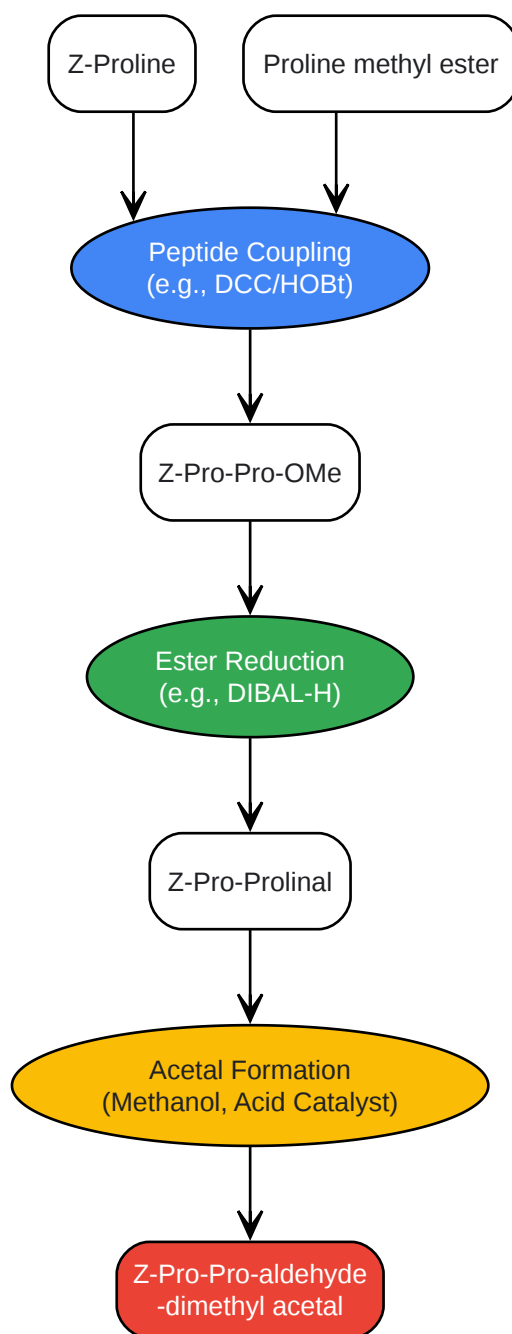 Z-Proline
Proline methyl ester
Peptide Coupling
(e.g., DCC/HOBt)
Z-Pro-Pro-OMe
Ester Reduction
(e.g., DIBAL-H)
Z-Pro-Prolinal
Acetal Formation
(Methanol, Acid Catalyst)
Z-Pro-Pro-aldehyde
-dimethyl acetal